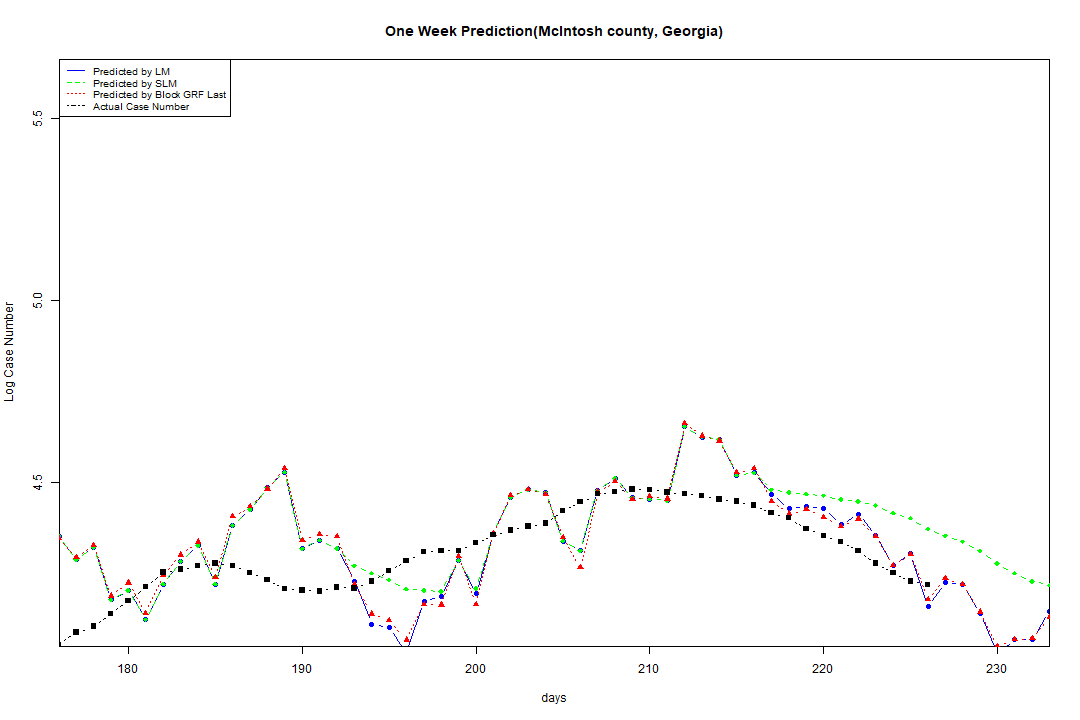 One Week Prediction(McIntosh county, Georgia)
Predicted by LM
Predicted by SLM
Predicted by Block GRF Last
Actual Case Number
5.5
5.0
4.5
Log Case Number
180 190 200 210 220 230
days